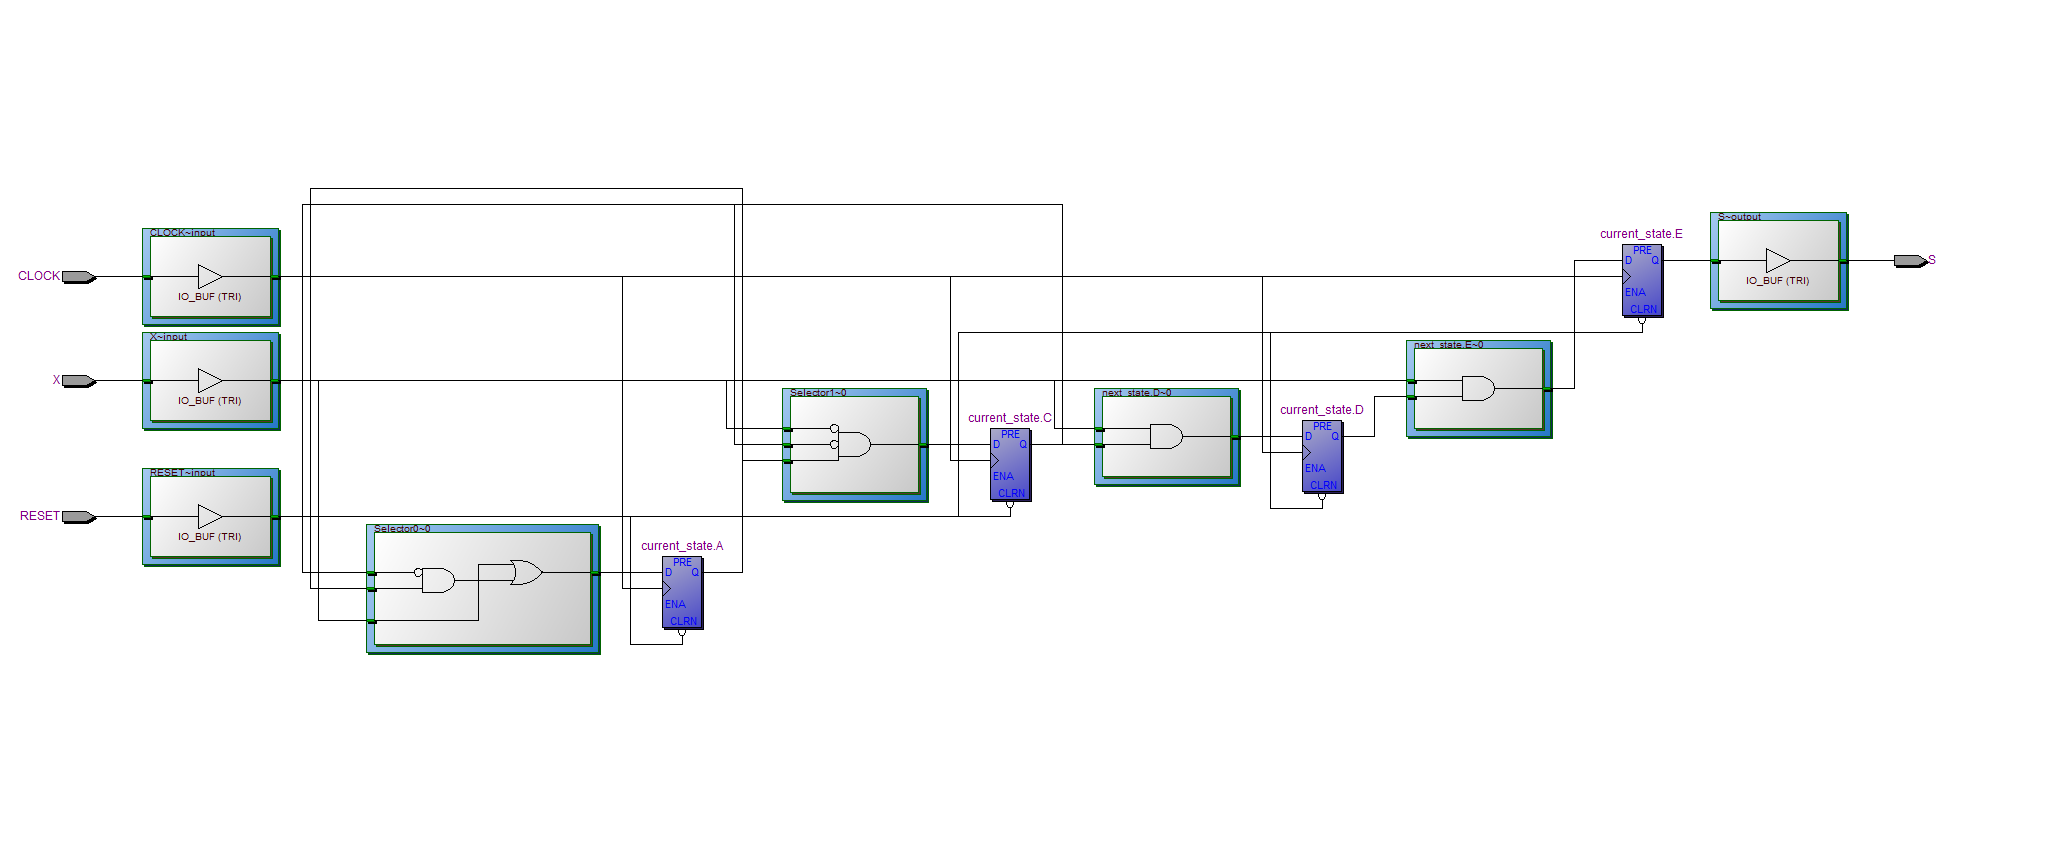 current_state.E
S~output
PRE
D Q
ENA
CLRN
IO_BUF (TRI)
S
CLOCK
CLOCK~input
IO_BUF (TRI)
X
X~input
IO_BUF (TRI)
next_state.E~0
Selector1~0
current_state.C
PRE
D Q
ENA
CLRN
next_state.D~0
current_state.D
PRE
D Q
ENA
CLRN
RESET
RESET~input
IO_BUF (TRI)
Selector0~0
current_state.A
PRE
D Q
ENA
CLRN